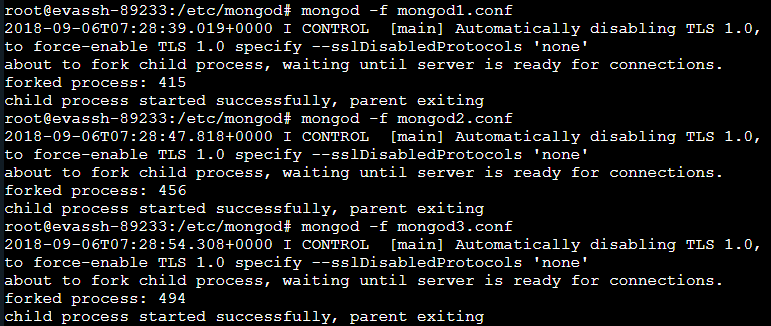 root@evassh-89233:/etc/mongod# mongod -f mongod1.conf
2018-09-06T07:28:39.019+0000 I CONTROL  [main] Automatically disabling TLS 1.0,
to force-enable TLS 1.0 specify --sslDisabledProtocols 'none'
about to fork child process, waiting until server is ready for connections.
forked process: 415
child process started successfully, parent exiting
root@evassh-89233:/etc/mongod# mongod -f mongod2.conf
2018-09-06T07:28:47.818+0000 I CONTROL  [main] Automatically disabling TLS 1.0,
to force-enable TLS 1.0 specify --sslDisabledProtocols 'none'
about to fork child process, waiting until server is ready for connections.
forked process: 456
child process started successfully, parent exiting
root@evassh-89233:/etc/mongod# mongod -f mongod3.conf
2018-09-06T07:28:54.308+0000 I CONTROL  [main] Automatically disabling TLS 1.0,
to force-enable TLS 1.0 specify --sslDisabledProtocols 'none'
about to fork child process, waiting until server is ready for connections.
forked process: 494
child process started successfully, parent exiting